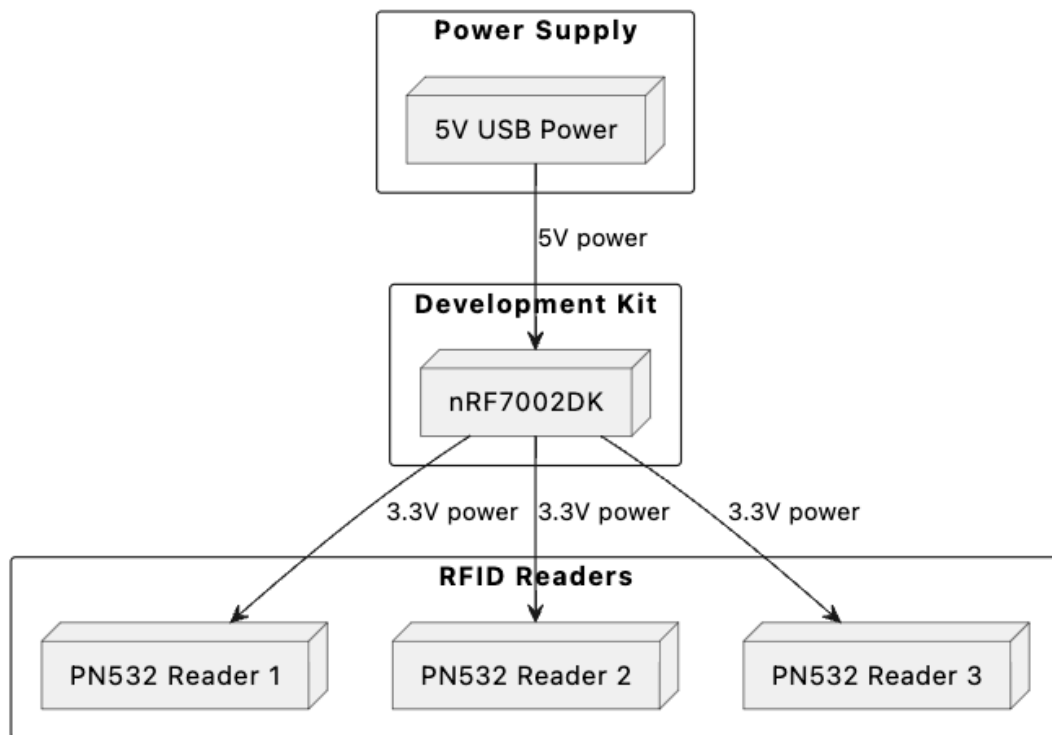 Power Supply
5V USB Power
5V power
Development Kit
nRF7002DK
3.3V power
3.3V power
3.3V power
RFID Readers
PN532 Reader 1
PN532 Reader 2
PN532 Reader 3